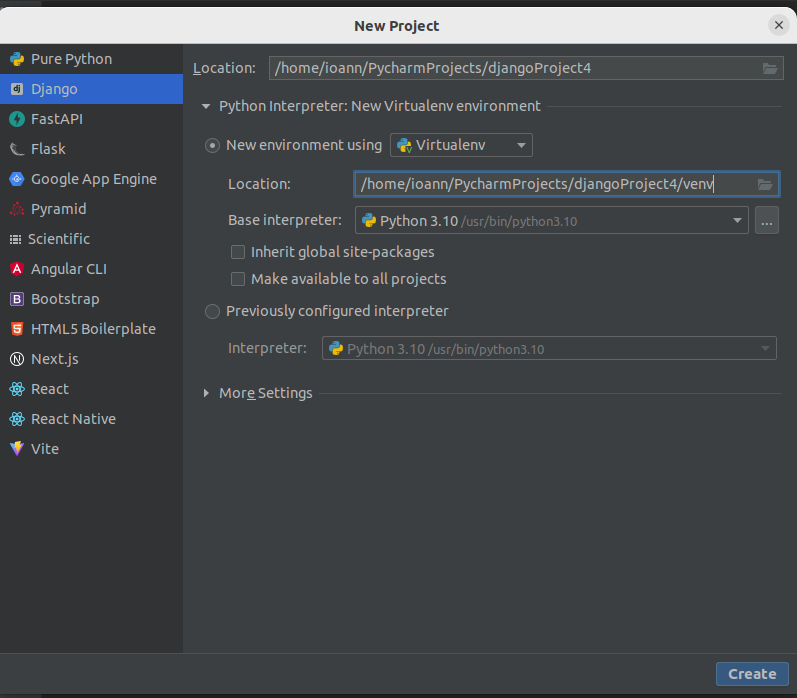 New Project
Pure Python
Django
FastAPI
Flask
Google App Engine
Pyramid
Scientific
Angular CLI
Bootstrap
HTML5 Boilerplate
Next.js
React
React Native
Vite
Location: /home/ioann/PycharmProjects/djangoProject4
Python Interpreter: New Virtualenv environment
New environment using Virtualenv
Location: /home/ioann/PycharmProjects/djangoProject4/venv
Base interpreter: Python 3.10 /usr/bin/python3.10 ...
Inherit global site-packages
Make available to all projects
Previously configured interpreter
Interpreter: Python 3.10 /usr/bin/python3.10
More Settings
Create